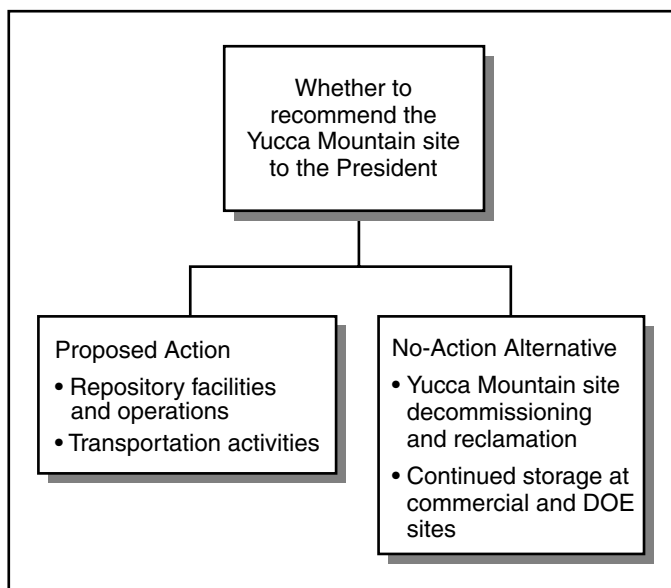 Whether to
recommend the
Yucca Mountain site
to the President
Proposed Action
• Repository facilities
and operations
• Transportation activities
No-Action Alternative
• Yucca Mountain site
decommissioning
and reclamation
• Continued storage at
commercial and DOE
sites